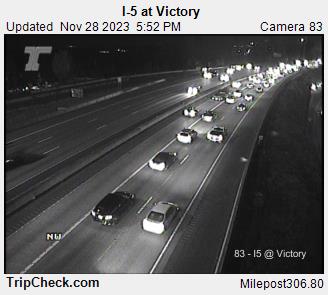 I-5 at Victory
Updated Nov 28 2023 5:52 PM Camera 83
T
NW
83 - I5 @ Victory
TripCheck.com Milepost306.80